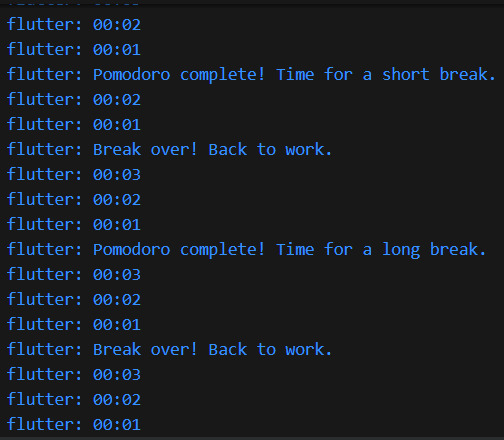 flutter: 00:02
flutter: 00:01
flutter: Pomodoro complete! Time for a short break.
flutter: 00:02
flutter: 00:01
flutter: Break over! Back to work.
flutter: 00:03
flutter: 00:02
flutter: 00:01
flutter: Pomodoro complete! Time for a long break.
flutter: 00:03
flutter: 00:02
flutter: 00:01
flutter: Break over! Back to work.
flutter: 00:03
flutter: 00:02
flutter: 00:01